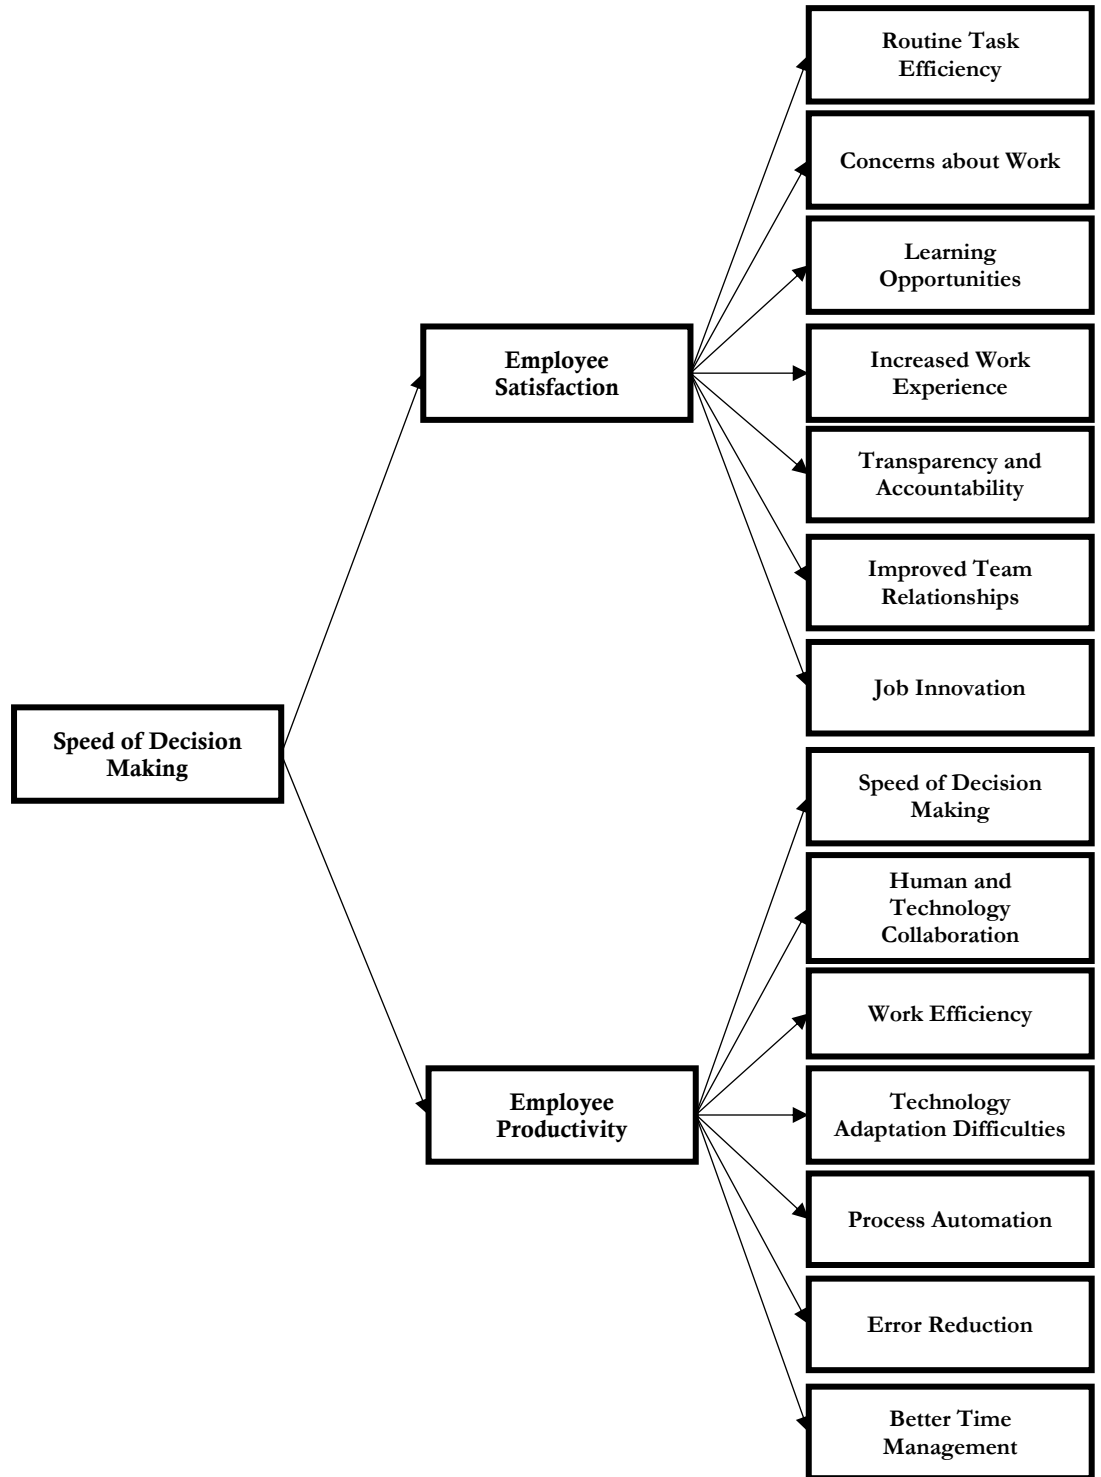 Routine Task
Efficiency
Concerns about Work
Learning
Opportunities
Employee
Satisfaction
Increased Work
Experience
Transparency and
Accountability
Improved Team
Relationships
Job Innovation
Speed of Decision
Making
Speed of Decision
Making
Human and
Technology
Collaboration
Work Efficiency
Employee
Productivity
Technology
Adaptation Difficulties
Process Automation
Error Reduction
Better Time
Management